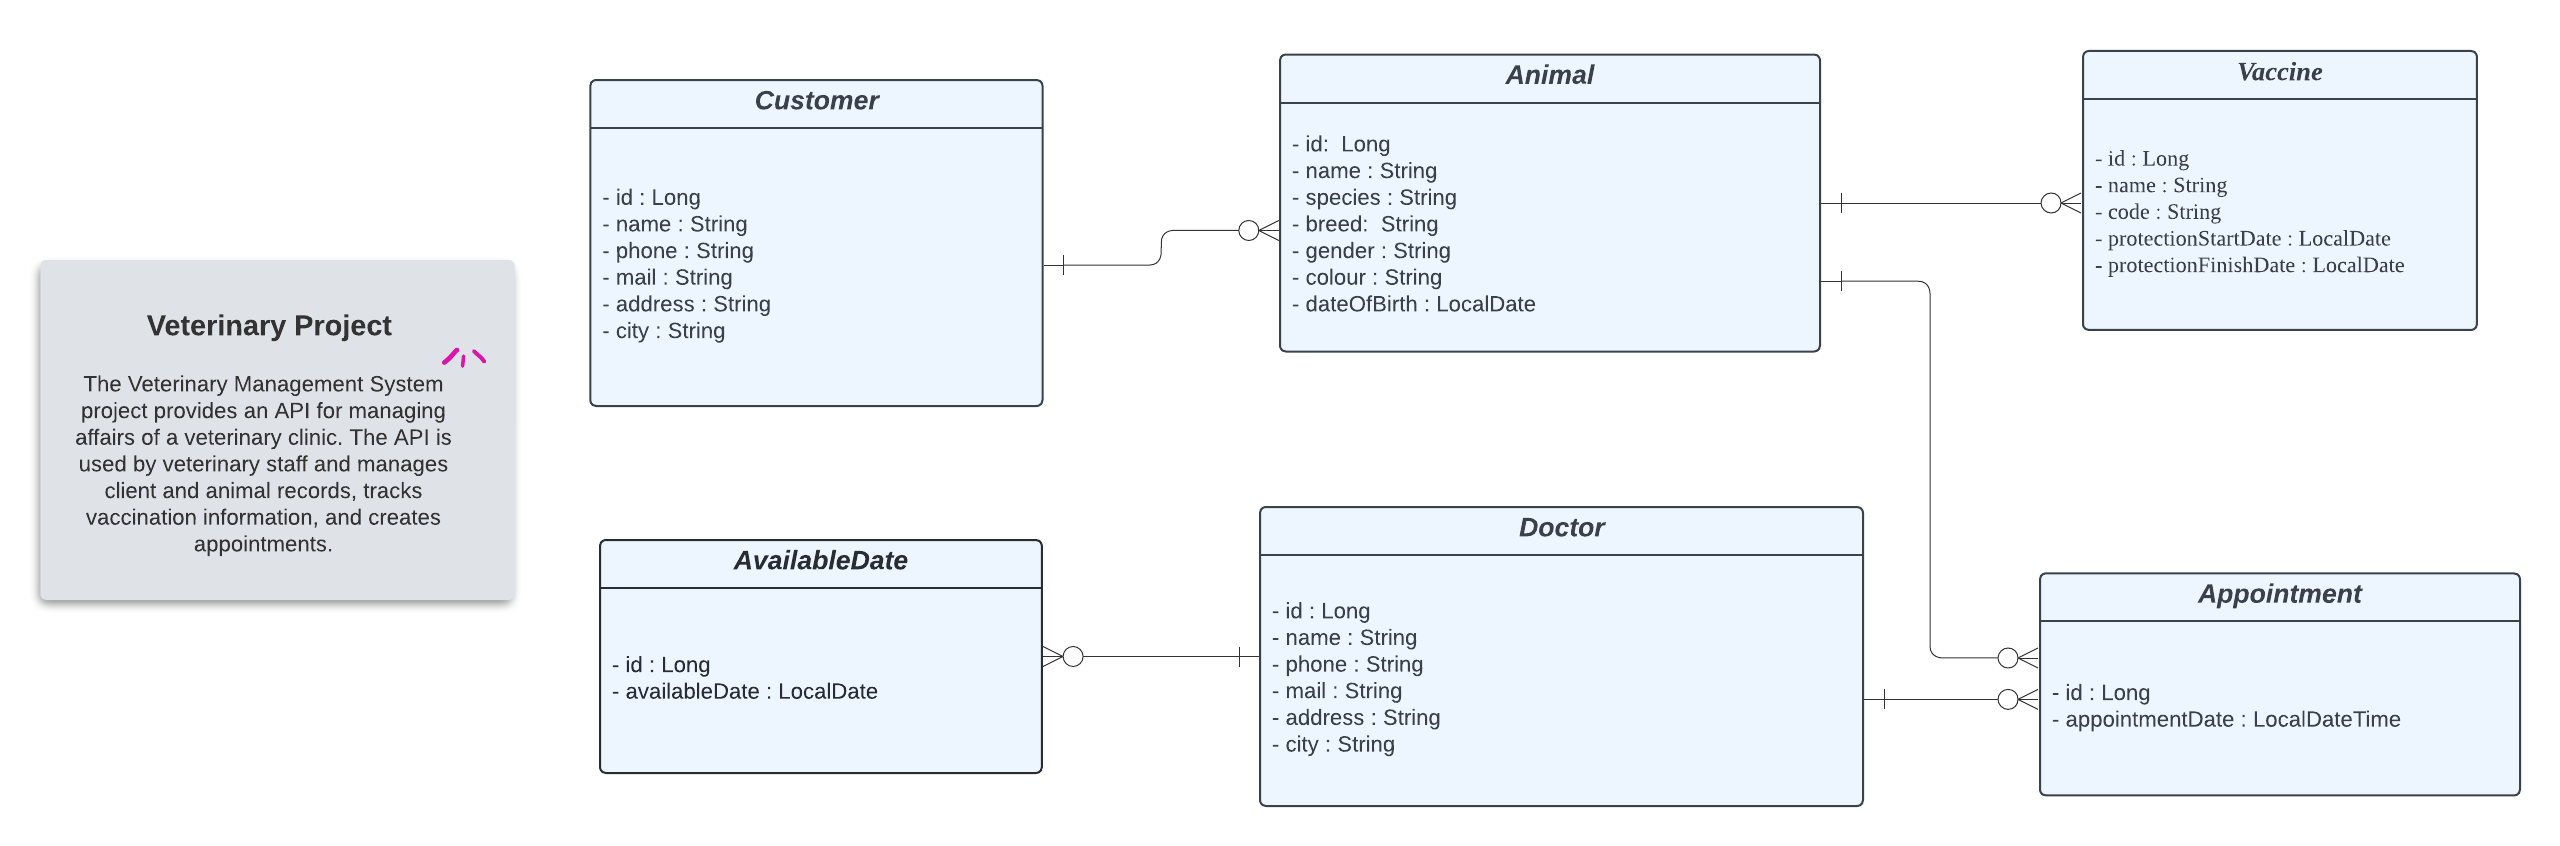 Veterinary Project
The Veterinary Management System
project provides an API for managing
affairs of a veterinary clinic. The API is
used by veterinary staff and manages
client and animal records, tracks
vaccination information, and creates
appointments.
Customer
- id : Long
- name : String
- phone : String
- mail : String
- address : String
- city : String
Animal
- id:  Long
- name : String
- species : String
- breed:  String
- gender : String
- colour : String
- dateOfBirth : LocalDate
Vaccine
- id : Long
- name : String
- code : String
- protectionStartDate : LocalDate
- protectionFinishDate : LocalDate
AvailableDate
- id : Long
- availableDate : LocalDate
Doctor
- id : Long
- name : String
- phone : String
- mail : String
- address : String
- city : String
Appointment
- id : Long
- appointmentDate : LocalDateTime